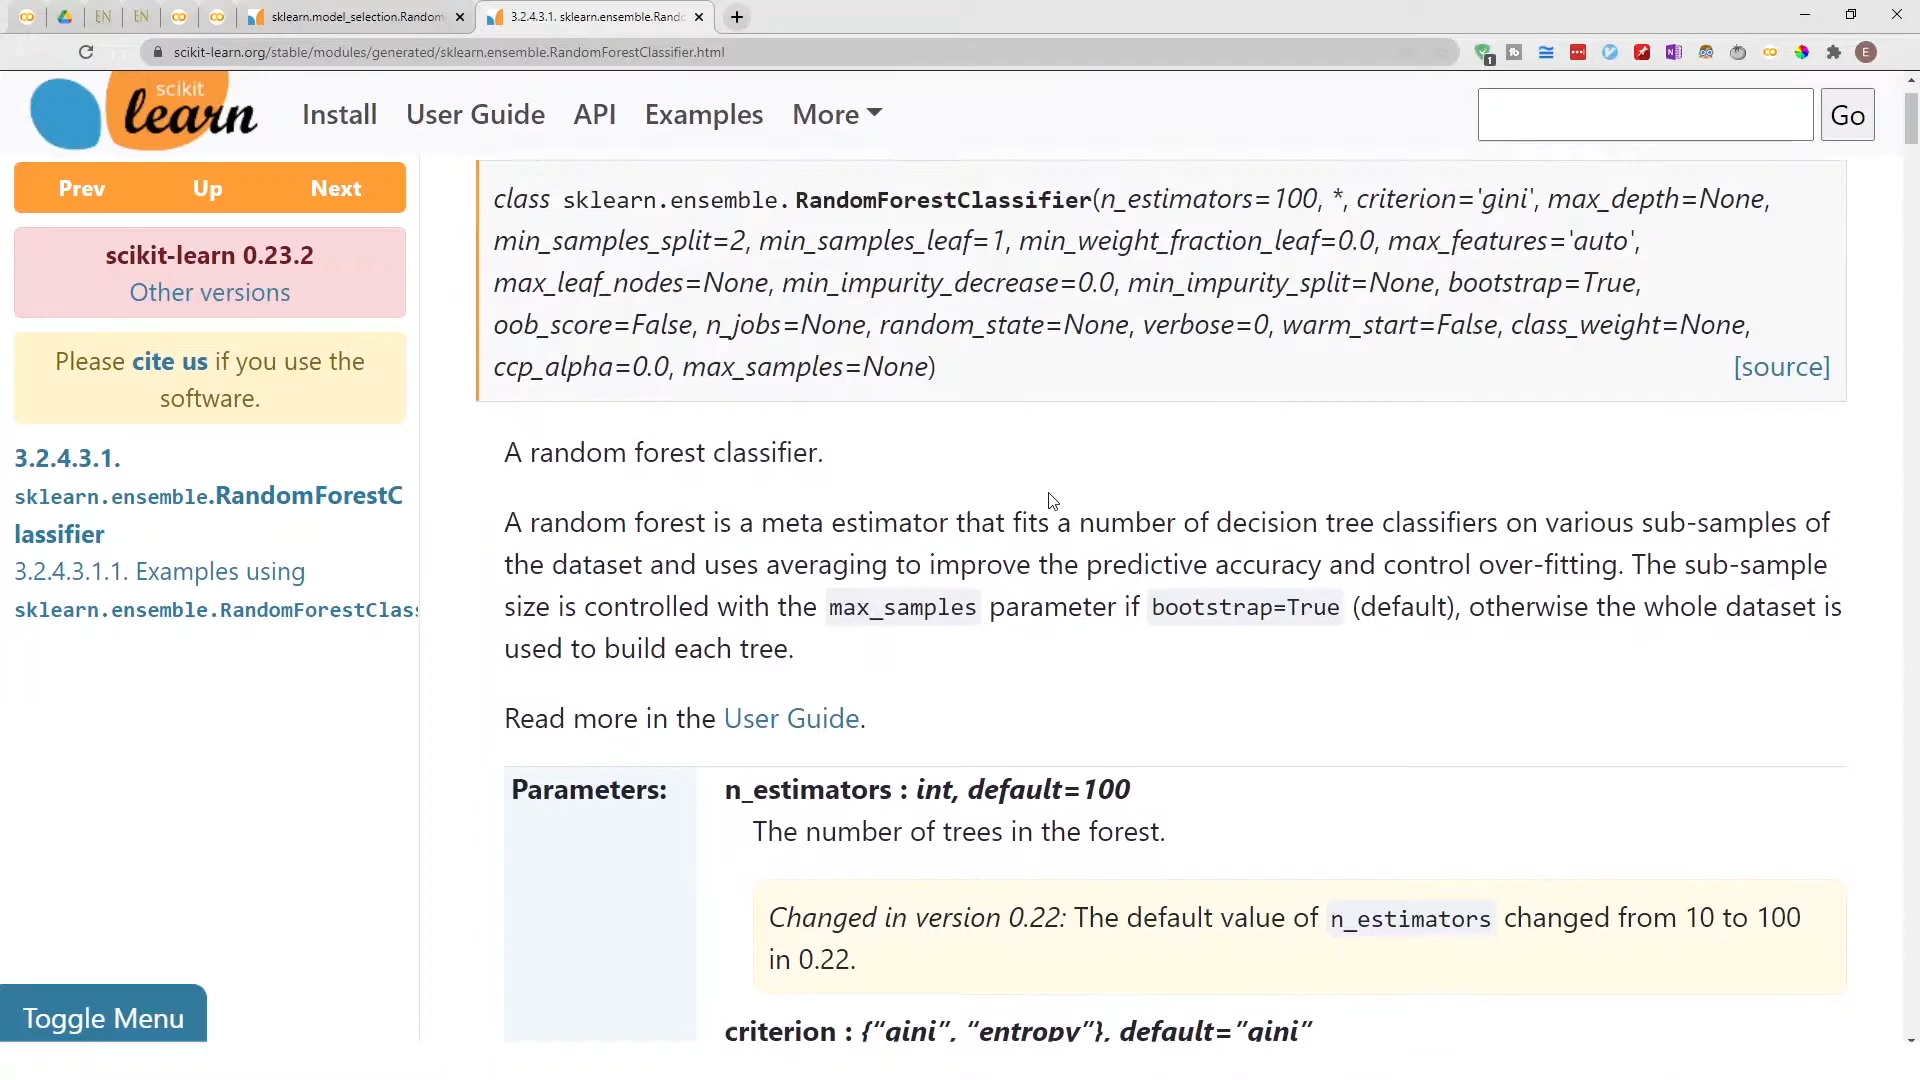 EN
EN
sklearn.model_selection.Random
3.2.4.3.1. sklearn.ensemble.Rando
scikit-learn.org/stable/modules/generated/sklearn.ensemble.RandomForestClassifier.html
1
E
scikit
learn
Install
User Guide
API
Examples
More
Go
Prev
Up
Next
scikit-learn 0.23.2
Other versions
Please cite us if you use the
software.
3.2.4.3.1.
sklearn.ensemble.RandomForestC
lassifier
3.2.4.3.1.1. Examples using
sklearn.ensemble.RandomForestClass
class sklearn.ensemble.RandomForestClassifier(n_estimators=100, *, criterion='gini', max_depth=None,
min_samples_split=2, min_samples_leaf=1, min_weight_fraction_leaf=0.0, max_features='auto',
max_leaf_nodes=None, min_impurity_decrease=0.0, min_impurity_split=None, bootstrap=True,
oob_score=False, n_jobs=None, random_state=None, verbose=0, warm_start=False, class_weight=None,
ccp_alpha=0.0, max_samples=None) [source]
A random forest classifier.
A random forest is a meta estimator that fits a number of decision tree classifiers on various sub-samples of
the dataset and uses averaging to improve the predictive accuracy and control over-fitting. The sub-sample
size is controlled with the max_samples parameter if bootstrap=True (default), otherwise the whole dataset is
used to build each tree.
Read more in the User Guide.
Parameters:
n_estimators : int, default=100
The number of trees in the forest.
Changed in version 0.22: The default value of n_estimators changed from 10 to 100
in 0.22.
criterion : {“gini”, “entropy”}, default=”gini”
Toggle Menu